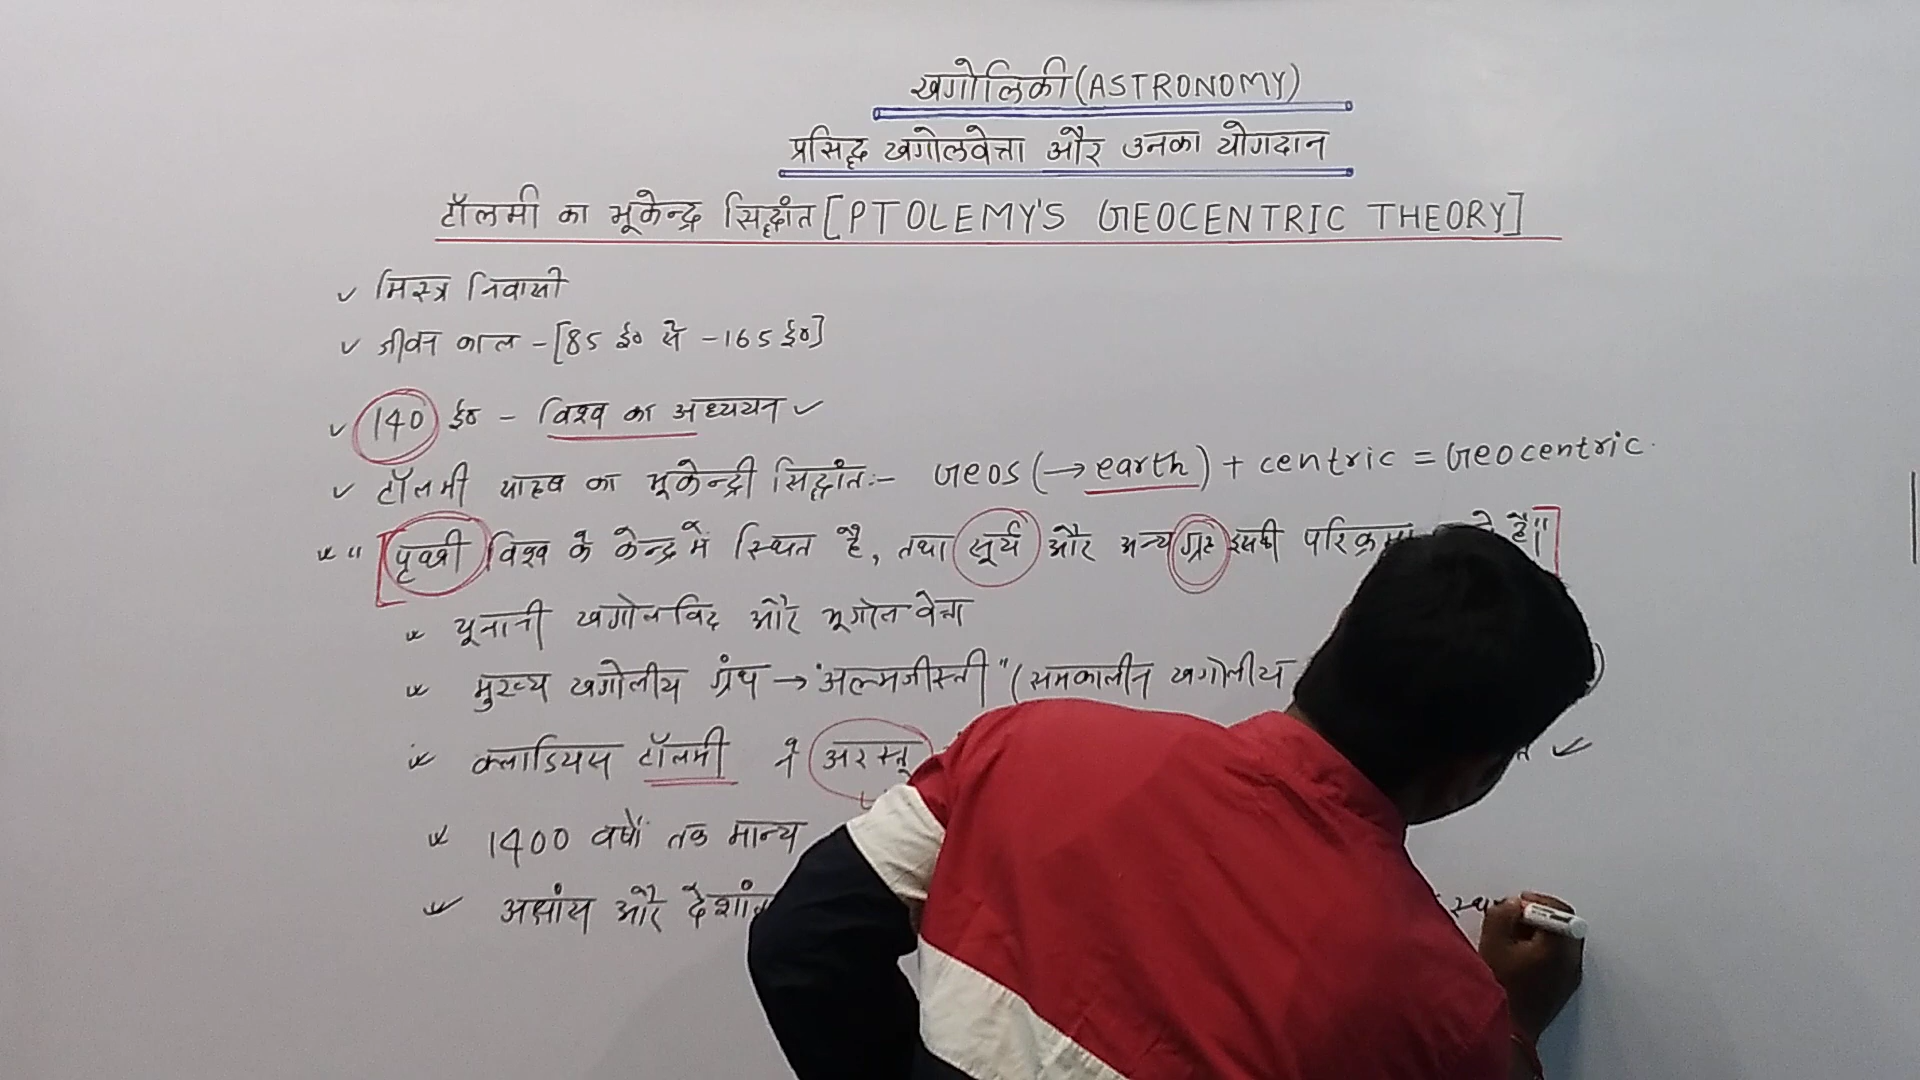 खगोलिकी (ASTRONOMY)
प्रसिद्ध खगोलवेत्ता और उनका योगदान
टॉलमी का भूकेन्द्र सिद्धांत [PTOLEMY'S GEOCENTRIC THEORY]
✓ मिस्त्र निवासी
✓ जीवन काल - [85 ई० से - 165 ई०]
✓ 140 ई० - विश्व का अध्ययन ✓
✓ टॉलमी साहब का भूकेन्द्री सिद्धांत:- Geos (→ earth) + centric = Geocentric.
" [पृथ्वी विश्व के केन्द्र में स्थित है, तथा सूर्य और अन्य ग्रह इसकी परिक्रमा है।"]
यूनानी खगोलविद और भूगोल वेत्ता
मुख्य खगोलीय ग्रंथ → "अल्मजीस्ती" (समकालीन खगोलीय )
क्लाडियस टॉलमी ने अरस्तू
1400 वर्षों तक मान्य
अक्षांस और